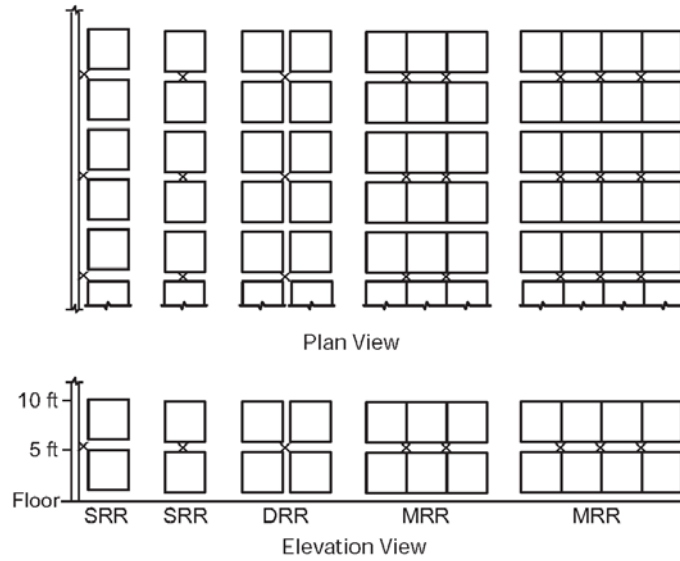 Plan View
10 ft
5 ft
Floor
SRR SRR DRR MRR MRR
Elevation View